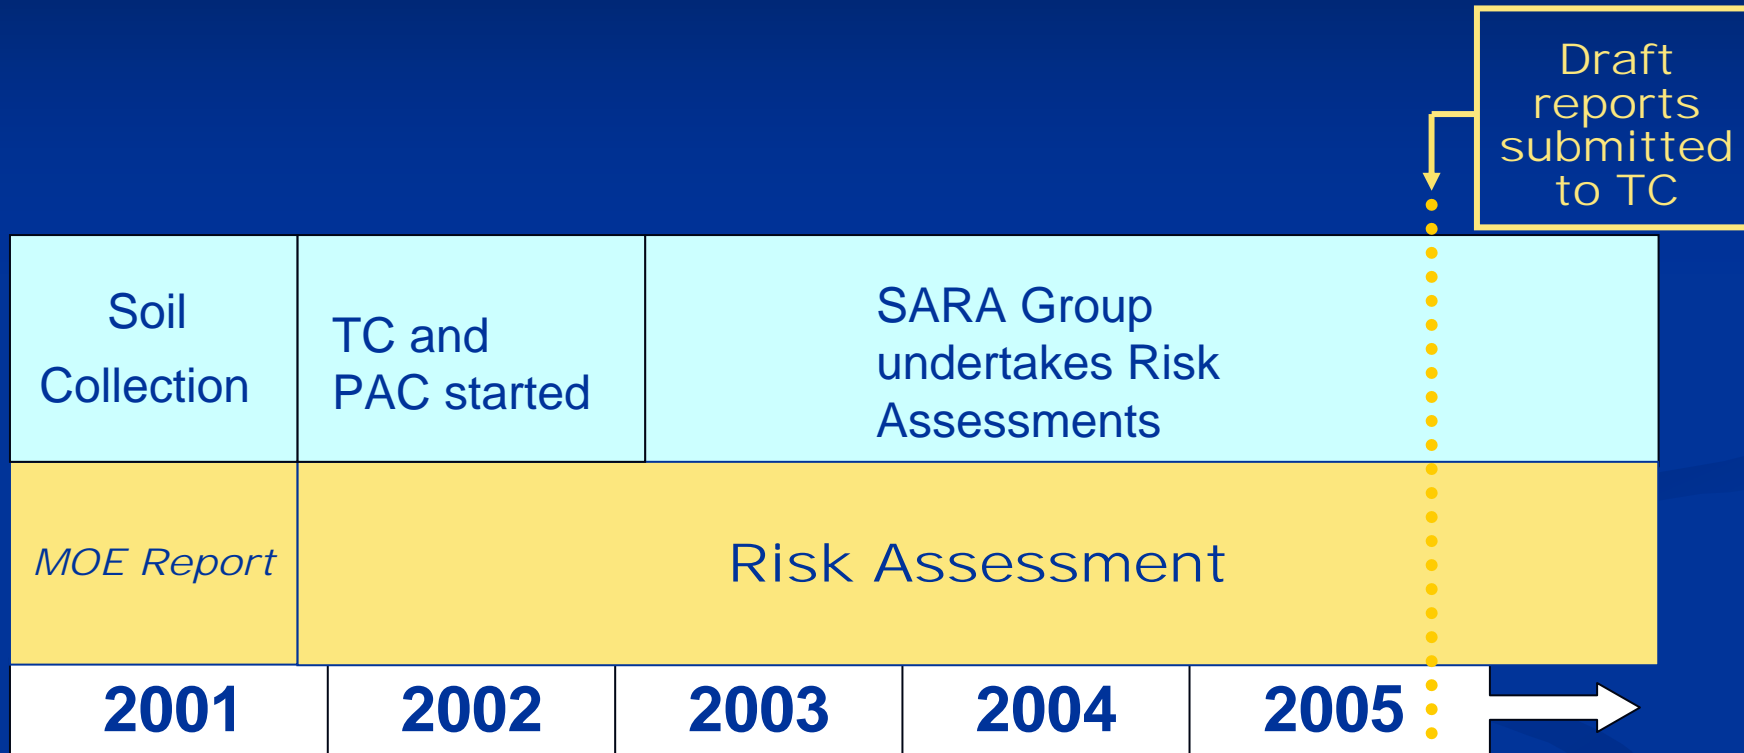 Draft
reports
submitted
to TC
Soil
Collection
TC and
PAC started
SARA Group
undertakes Risk
Assessments
MOE Report
Risk Assessment
2001
2002
2003
2004
2005